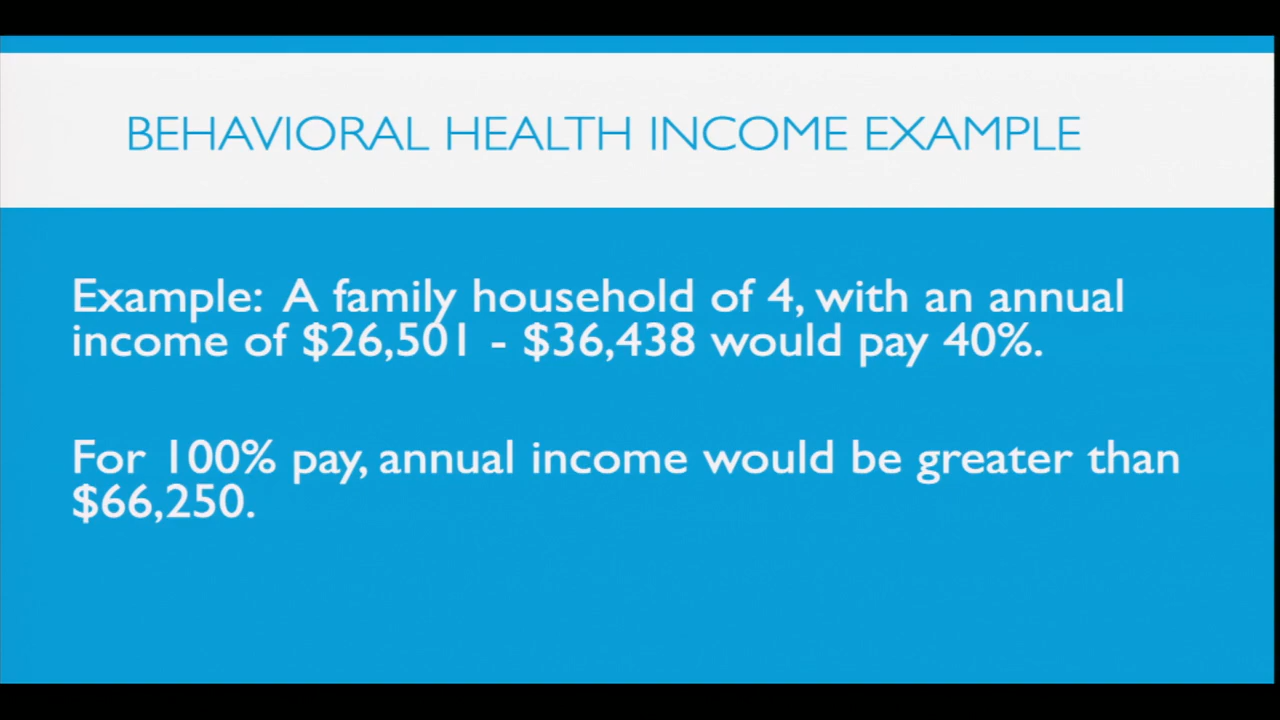 BEHAVIORAL HEALTH INCOME EXAMPLE
Example: A family household of 4, with an annual
income of $26,501 - $36,438 would pay 40%.
For 100% pay, annual income would be greater than
$66,250.